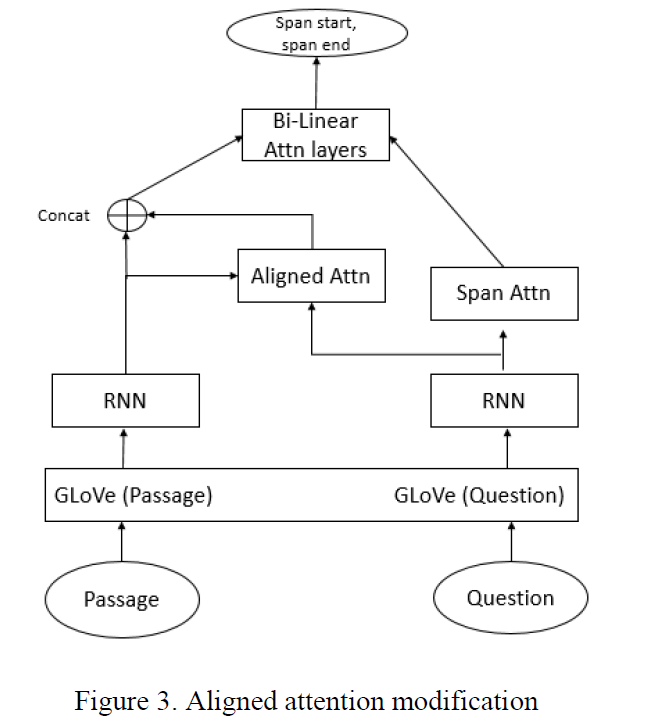 Span start,
span end
Bi-Linear
Attn layers
Concat
Aligned Attn
Span Attn
RNN
RNN
GLoVe (Passage)
GLoVe (Question)
Passage
Question
Figure 3. Aligned attention modification